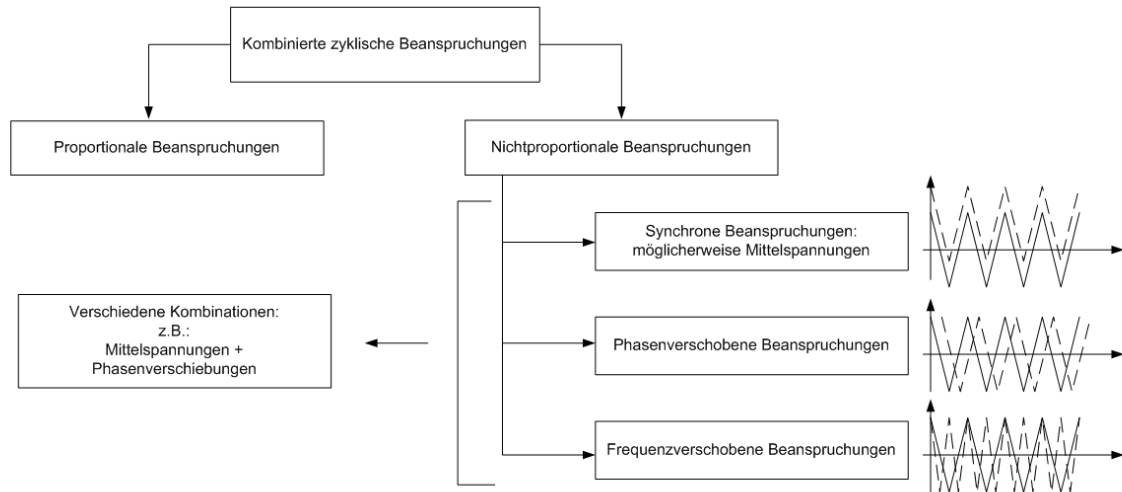 Kombinierte zyklische Beanspruchungen
Proportionale Beanspruchungen
Nichtproportionale Beanspruchungen
Synchrone Beanspruchungen:
möglicherweise Mittelspannungen
Verschiedene Kombinationen:
z.B.:
Mittelspannungen +
Phasenverschiebungen
Phasenverschobene Beanspruchungen
Frequenzverschobene Beanspruchungen